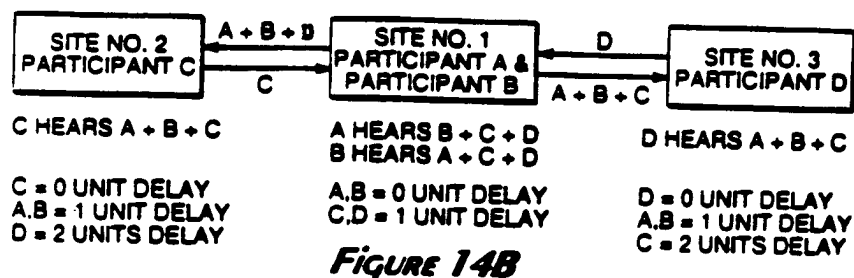 SITE NO. 2
PARTICIPANT C
A + B + D
C
SITE NO. 1
PARTICIPANT A &
PARTICIPANT B
D
A + B + C
SITE NO. 3
PARTICIPANT D
C HEARS A + B + C
A HEARS B + C + D
B HEARS A + C + D
D HEARS A + B + C
C = 0 UNIT DELAY
A,B = 1 UNIT DELAY
D = 2 UNITS DELAY
A,B = 0 UNIT DELAY
C,D = 1 UNIT DELAY
D = 0 UNIT DELAY
A,B = 1 UNIT DELAY
C = 2 UNITS DELAY
FIGURE 14B